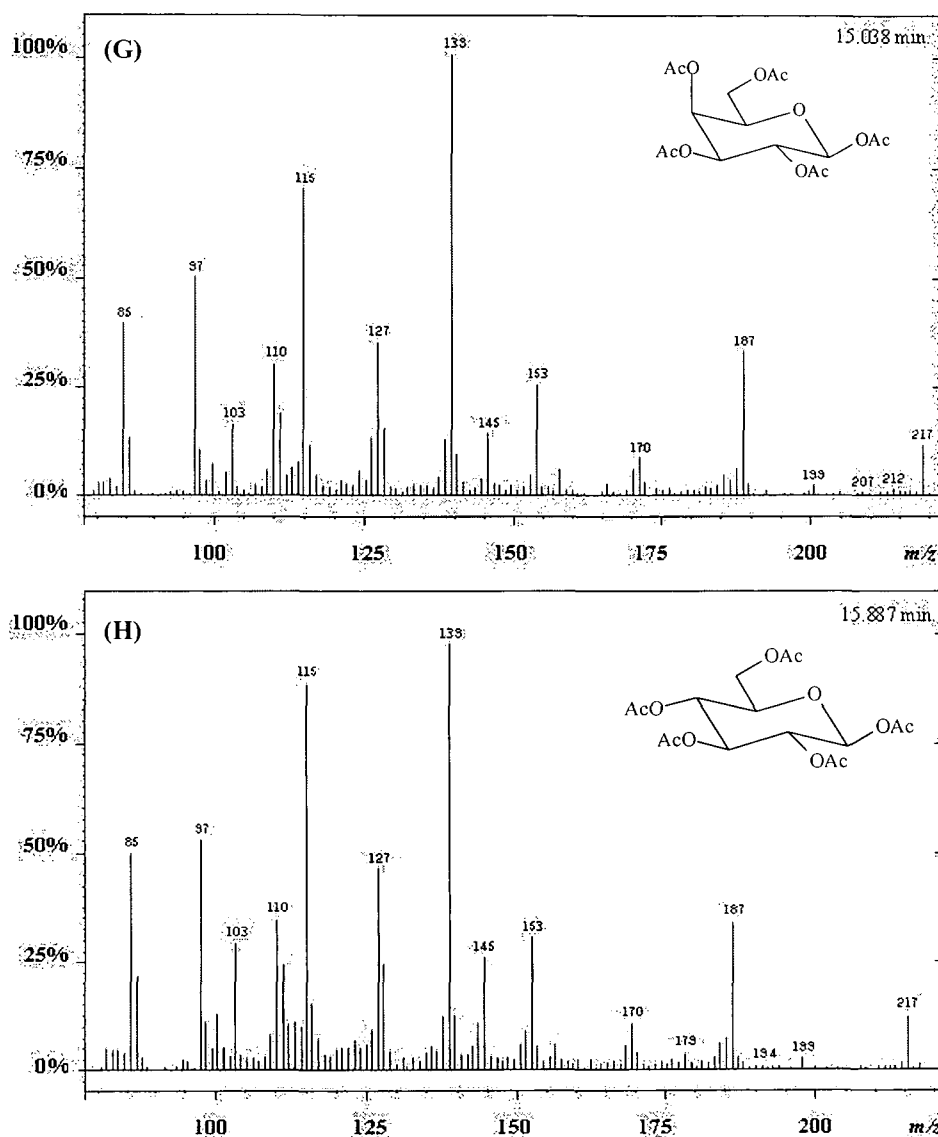 100%
(G)
139
15.038 min.
AcO
OAc
O
AcO
OAc
OAc
75%
115
50%
97
85
127
187
110
25%
153
103
145
217
170
199
207
212
0%
100
125
150
175
200
m/z
100%
(H)
139
15.887 min.
OAc
AcO
O
AcO
OAc
OAc
115
75%
50%
97
85
127
110
187
103
153
25%
145
217
170
179
194
199
0%
100
125
150
175
200
m/z